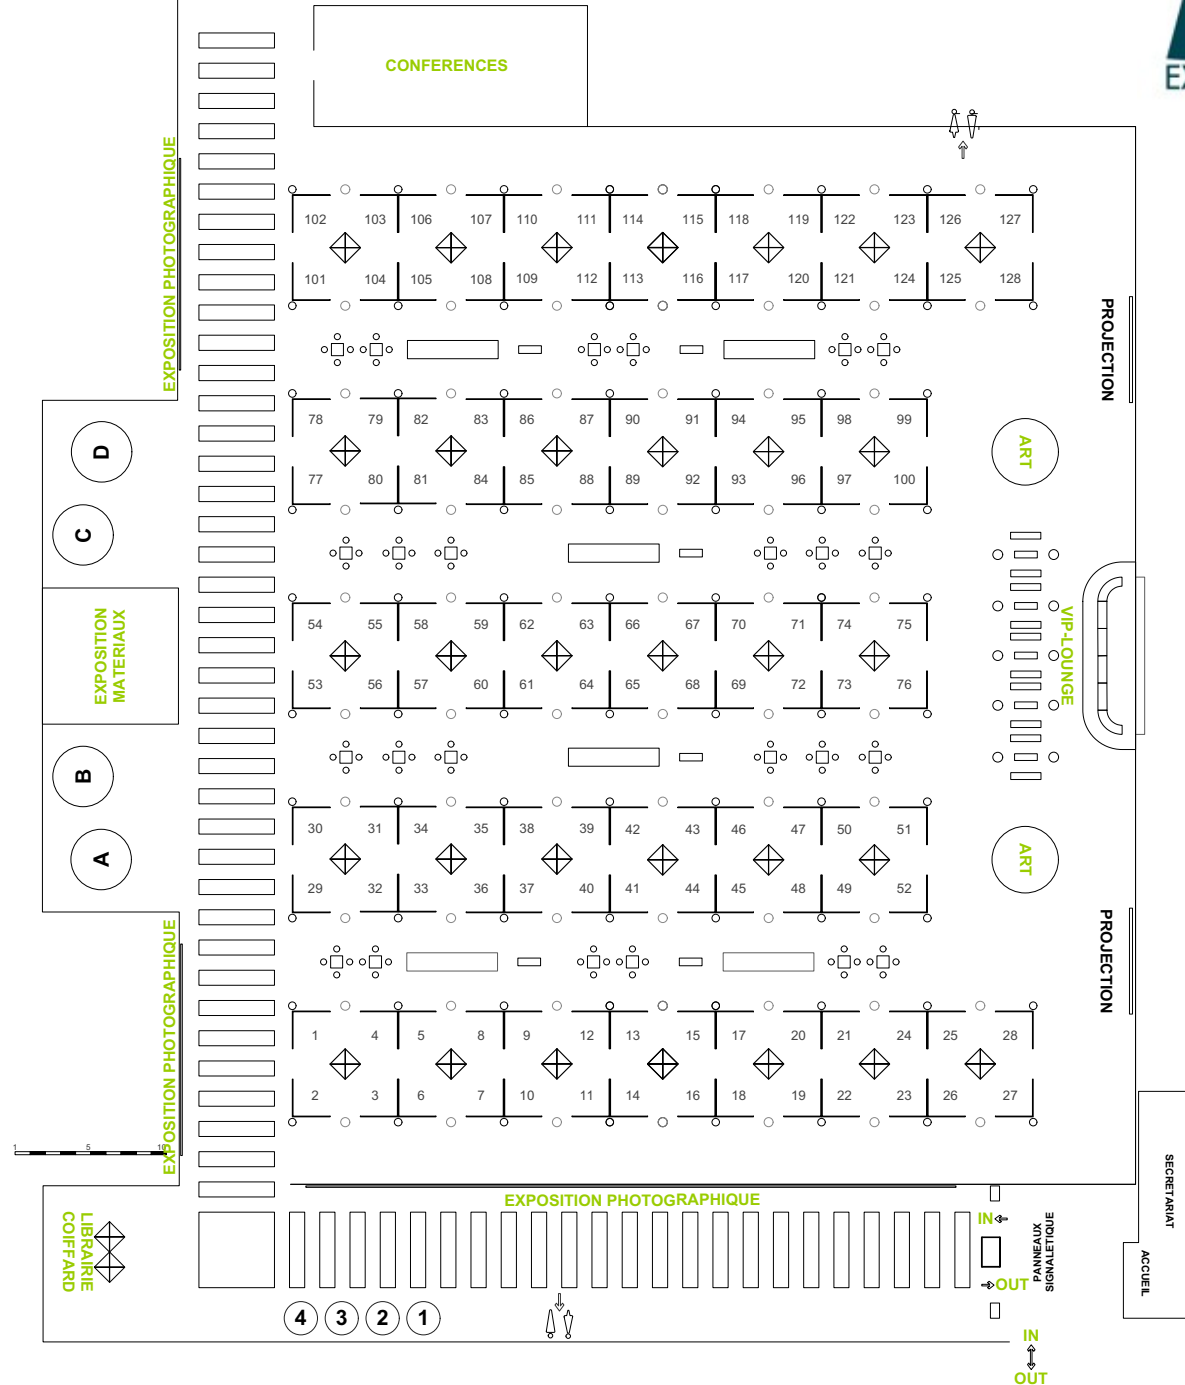 EX
CONFERENCES
EXPOSITION PHOTOGRAPHIQUE
102 103 106 107 110 111 114 115 118 119 122 123 126 127
101 104 105 108 109 112 113 116 117 120 121 124 125 128
PROJECTION
78 79 82 83 86 87 90 91 94 95 98 99
77 80 81 84 85 88 89 92 93 96 97 100
D
ART
C
EXPOSITION
MATERIAUX
54 55 58 59 62 63 66 67 70 71 74 75
53 56 57 60 61 64 65 68 69 72 73 76
VIP-LOUNGE
B
A
30 31 34 35 38 39 42 43 46 47 50 51
29 32 33 36 37 40 41 44 45 48 49 52
ART
EXPOSITION PHOTOGRAPHIQUE
PROJECTION
1 4 5 8 9 12 13 15 17 20 21 24 25 28
2 3 6 7 10 11 14 16 18 19 22 23 26 27
1 5 10
EXPOSITION PHOTOGRAPHIQUE
LIBRAIRIE
COIFFARD
IN
OUT
PANNEAUX
SIGNALETIQUE
SECRETARIAT
ACCUEIL
4 3 2 1
IN
OUT